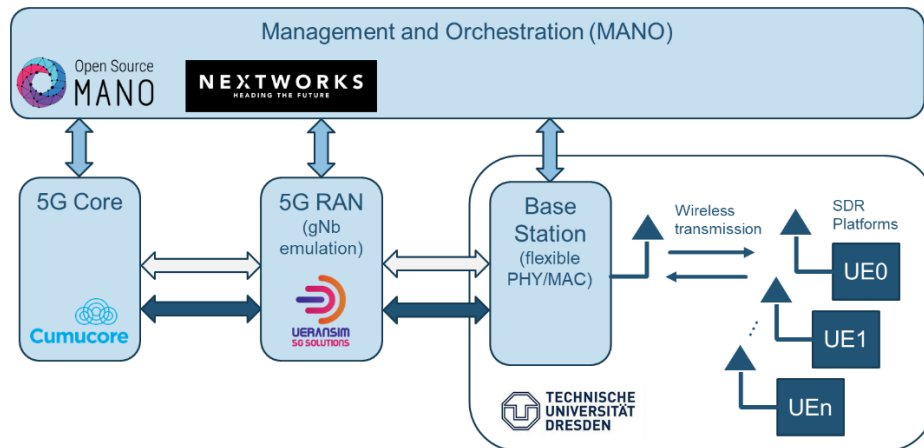 Management and Orchestration (MANO)
Open Source
MANO
NEXTWORKS
HEADING THE FUTURE
5G Core
Cumucore
5G RAN
(gNb
emulation)
UERANSIM
5G SOLUTIONS
Base
Station
(flexible
PHY/MAC)
Wireless
transmission
SDR
Platforms
UE0
UE1
UEn
TECHNISCHE
UNIVERSITÄT
DRESDEN